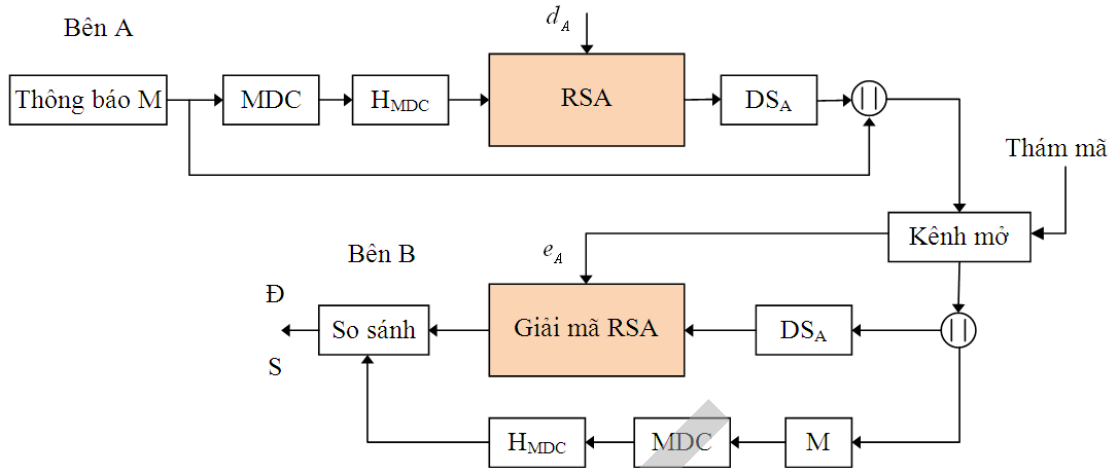 Bên A
d_A
Thông báo M
MDC
H_MDC
RSA
DS_A
||
Thám mã
Kênh mở
Bên B
e_A
Đ
S
So sánh
Giải mã RSA
DS_A
||
H_MDC
MDC
M